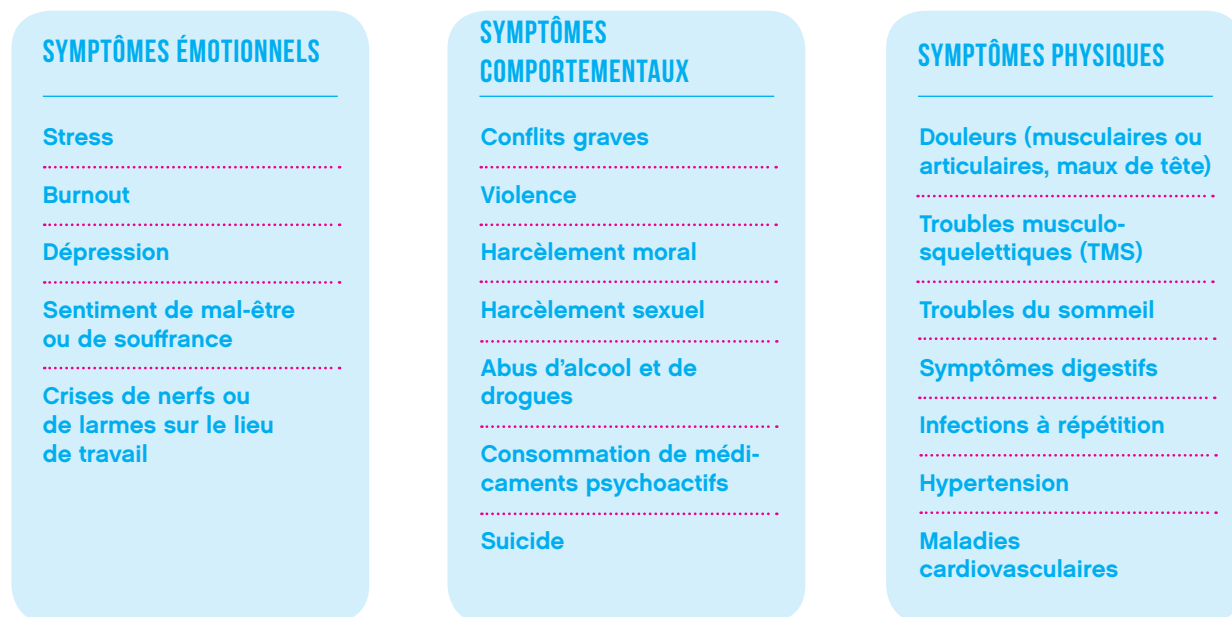 SYMPTÔMES ÉMOTIONNELS
Stress
Burnout
Dépression
Sentiment de mal-être
ou de souffrance
Crises de nerfs ou
de larmes sur le lieu
de travail
SYMPTÔMES
COMPORTEMENTAUX
Conflits graves
Violence
Harcèlement moral
Harcèlement sexuel
Abus d'alcool et de
drogues
Consommation de médi-
caments psychoactifs
Suicide
SYMPTÔMES PHYSIQUES
Douleurs (musculaires ou
articulaires, maux de tête)
Troubles musculo-
squelettiques (TMS)
Troubles du sommeil
Symptômes digestifs
Infections à répétition
Hypertension
Maladies
cardiovasculaires